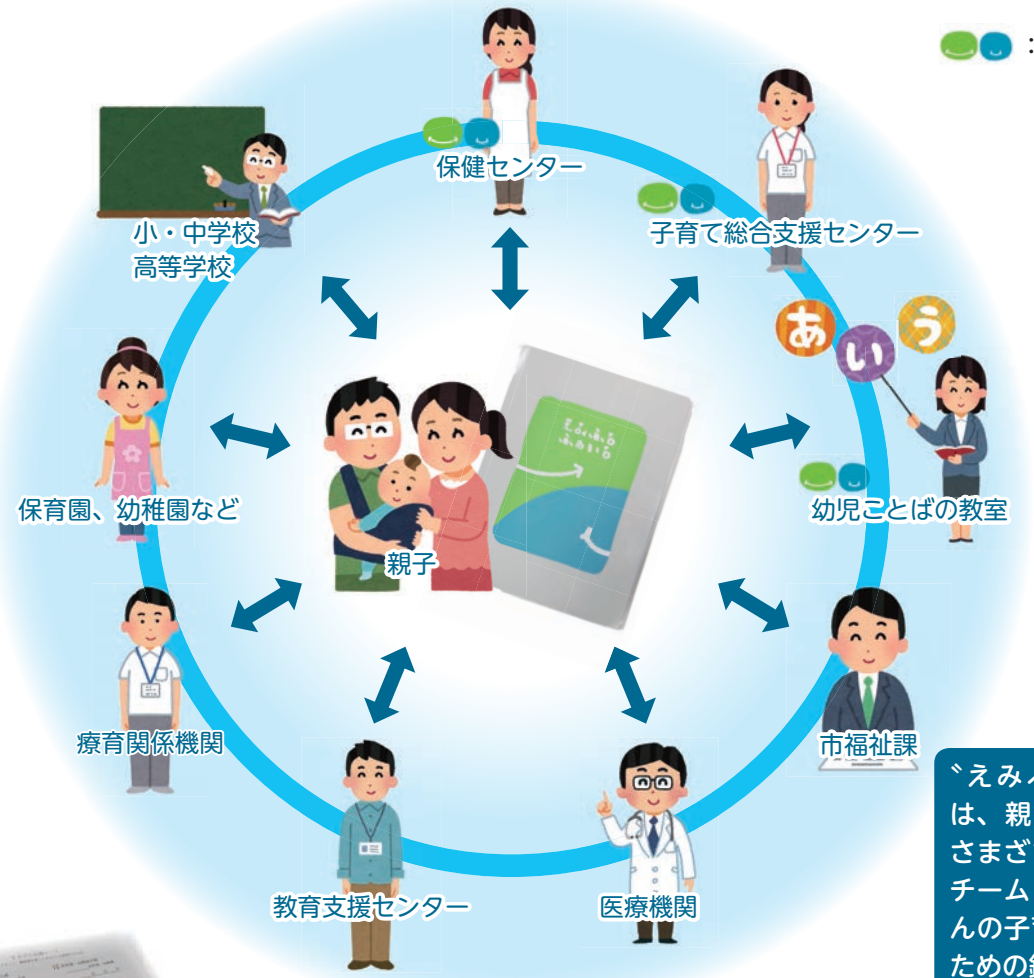 ：
保健センター
子育て総合支援センター
小・中学校
高等学校
あ
い
う
保育園、幼稚園など
幼児ことばの教室
親子
療育関係機関
市福祉課
教育支援センター
医療機関
〝えみふ
は、親
さまざ
チーム
んの子
ための